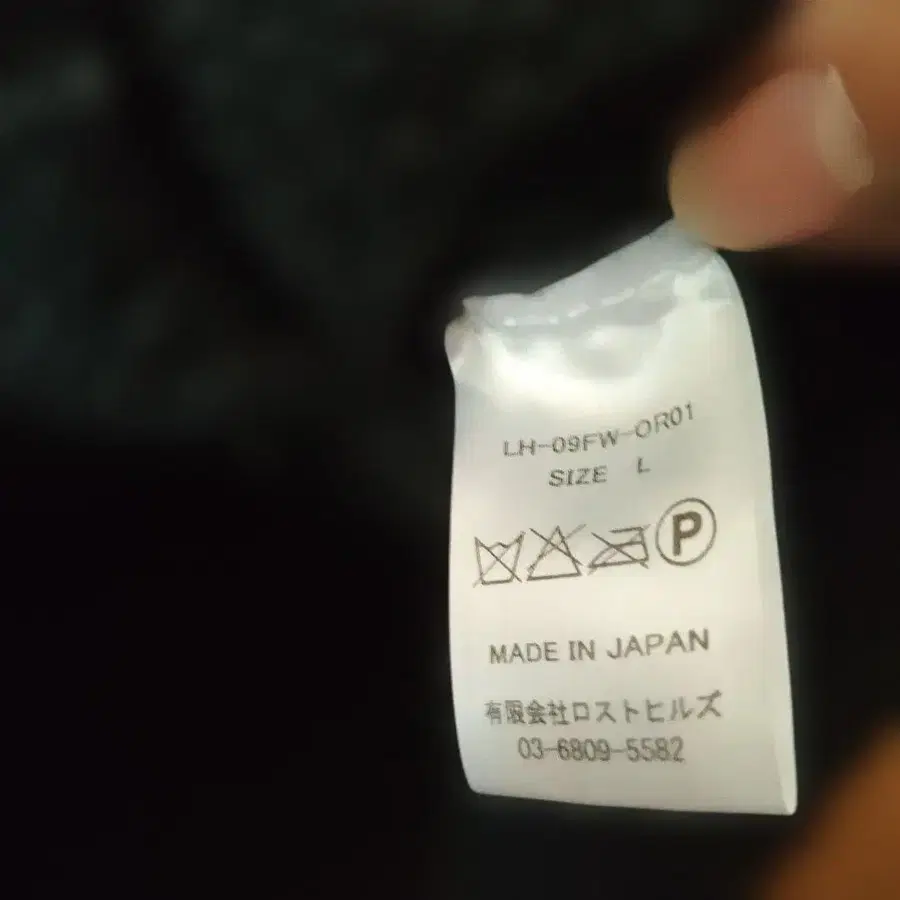 LH-09FW-OR01
SIZE L
P
MADE IN JAPAN
有限会社ロストヒルズ
03-6809-5582